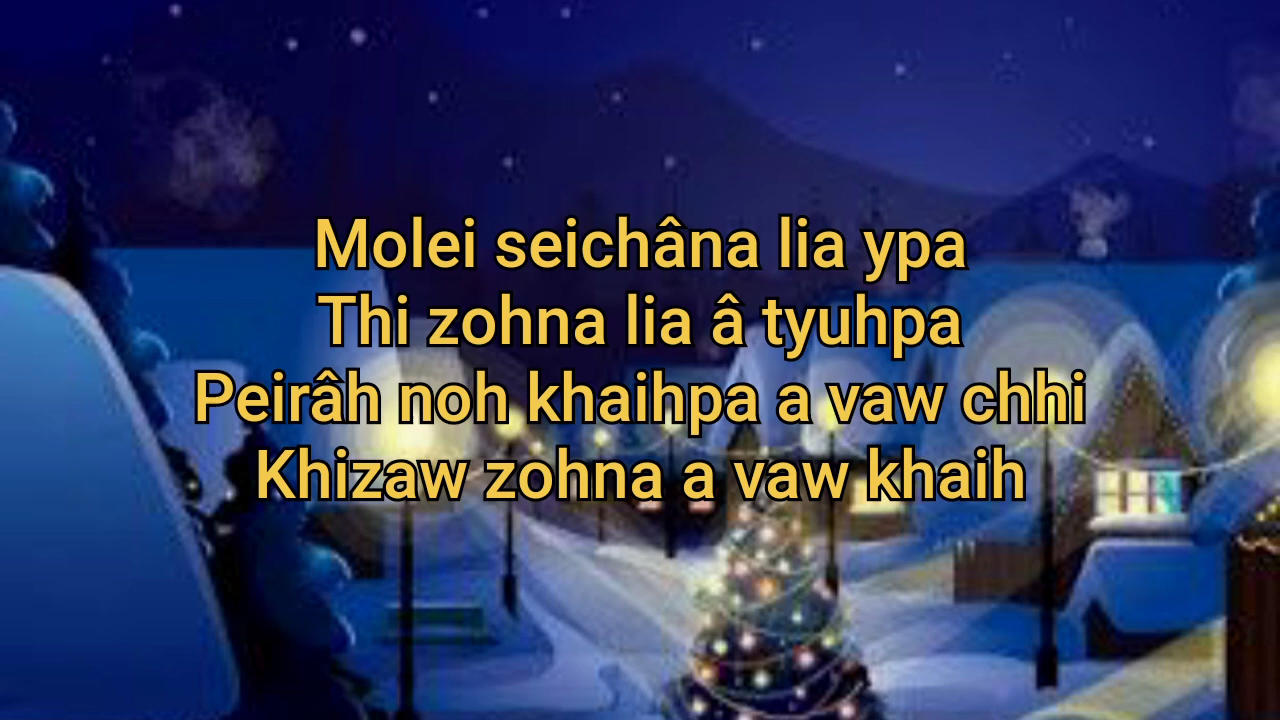 Molei seichâna lia ypa
Thi zohna lia â tyuhpa
Peirâh noh khaihpa a vaw chhi
Khizaw zohna a vaw khaih